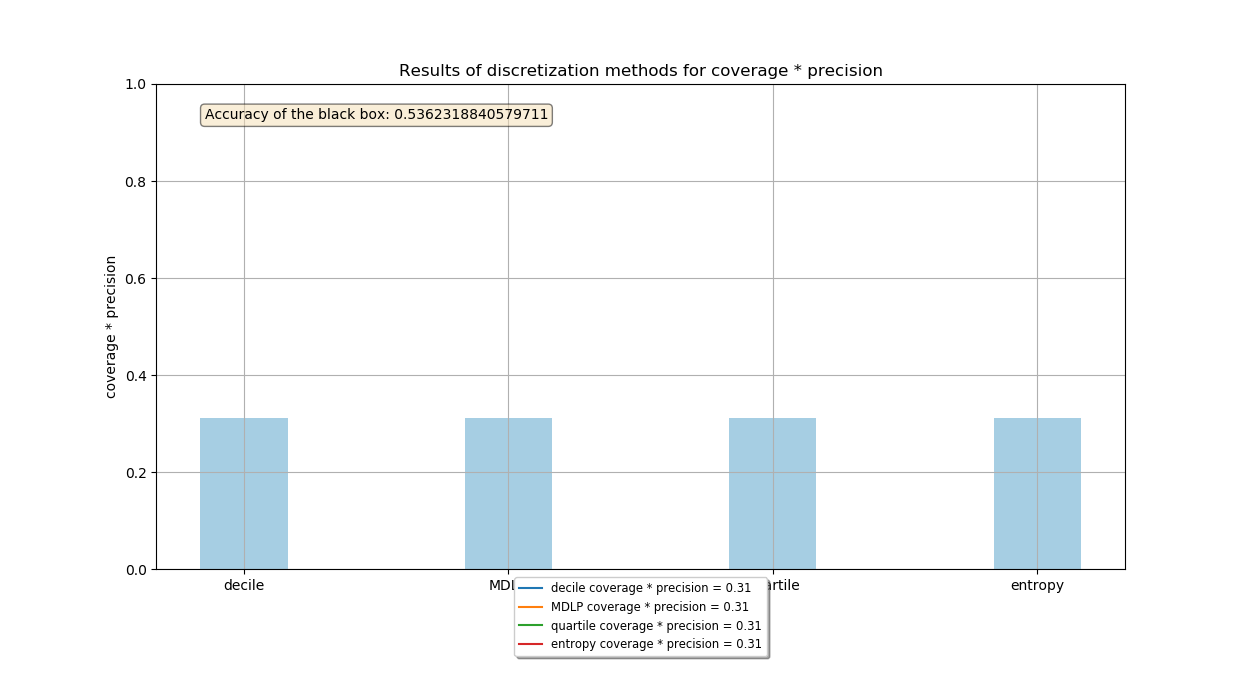 Results of discretization methods for coverage * precision
Accuracy of the black box: 0.5362318840579711
coverage * precision
1.0
0.8
0.6
0.4
0.2
0.0
decile
entropy
decile coverage * precision = 0.31
MDLP coverage * precision = 0.31
quartile coverage * precision = 0.31
entropy coverage * precision = 0.31